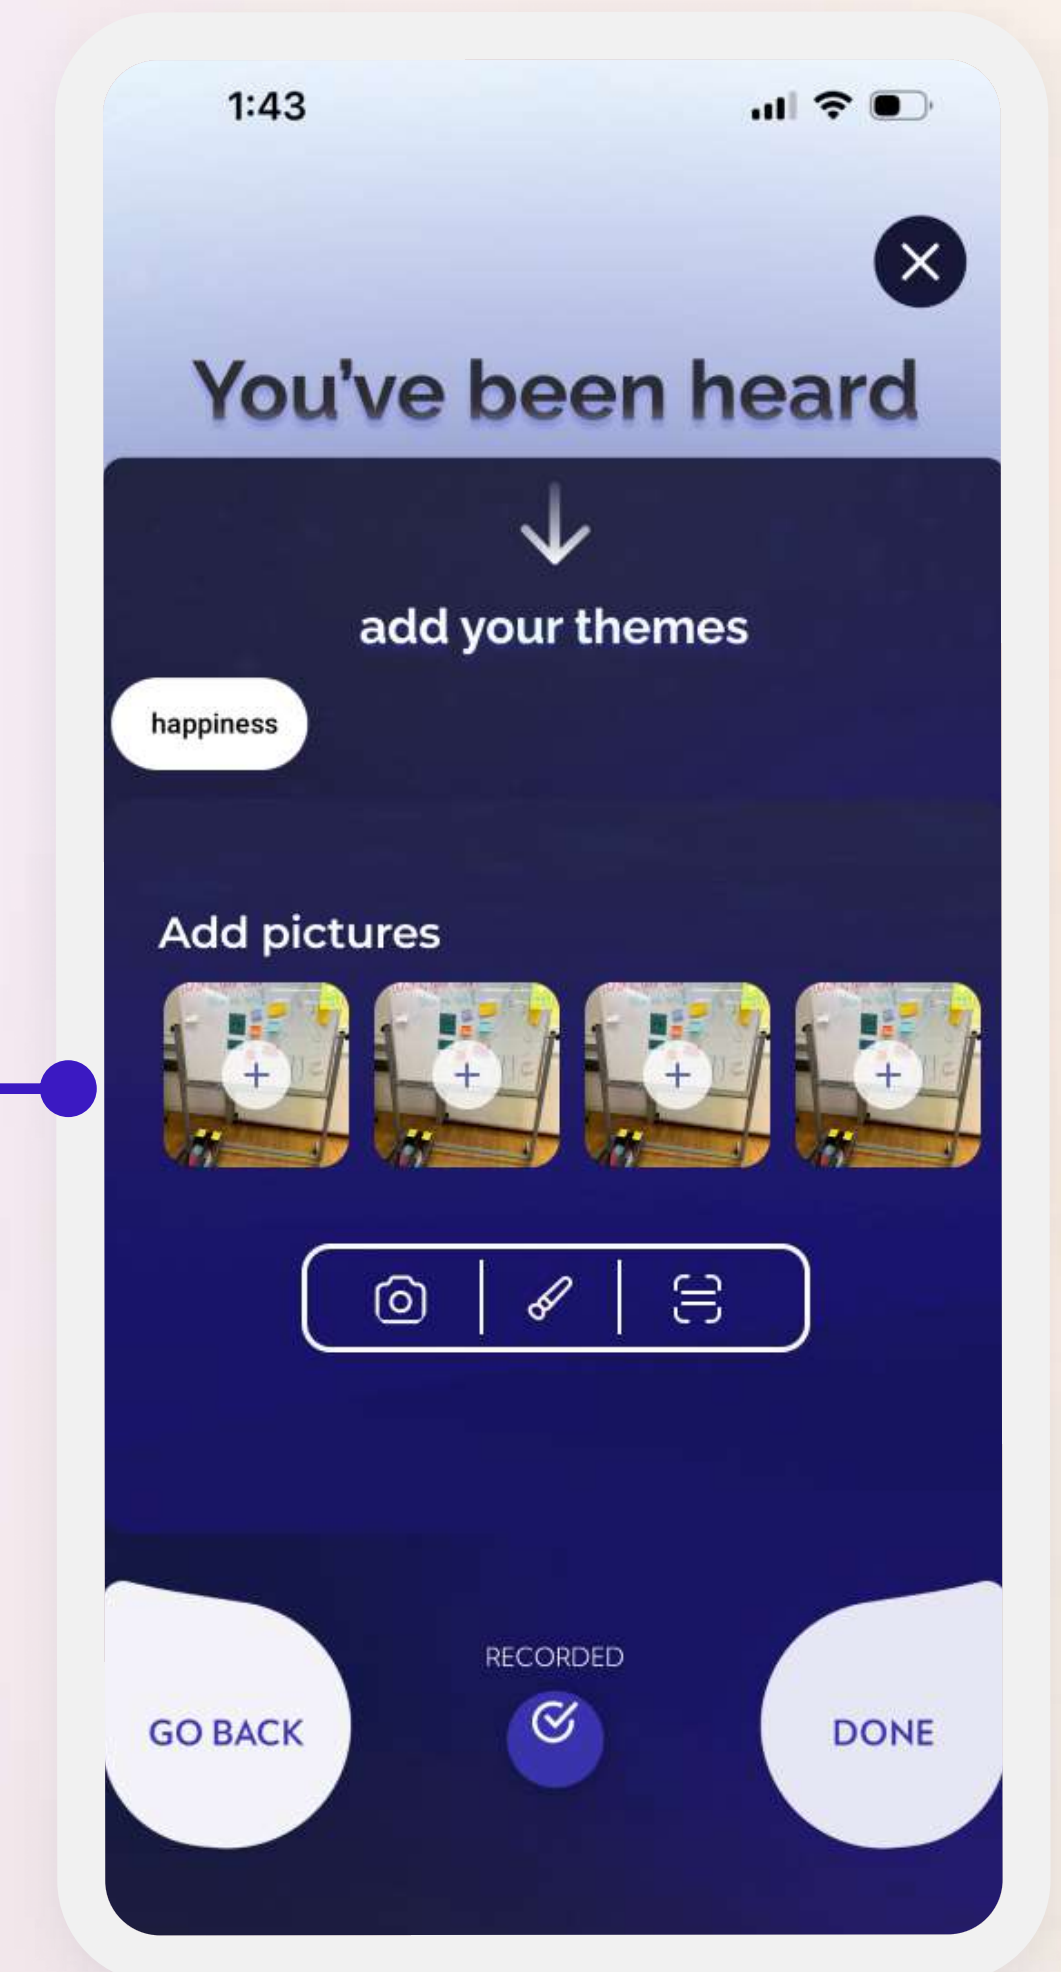 1:43
You've been heard
add your themes
happiness
Add pictures
RECORDED
GO BACK
DONE